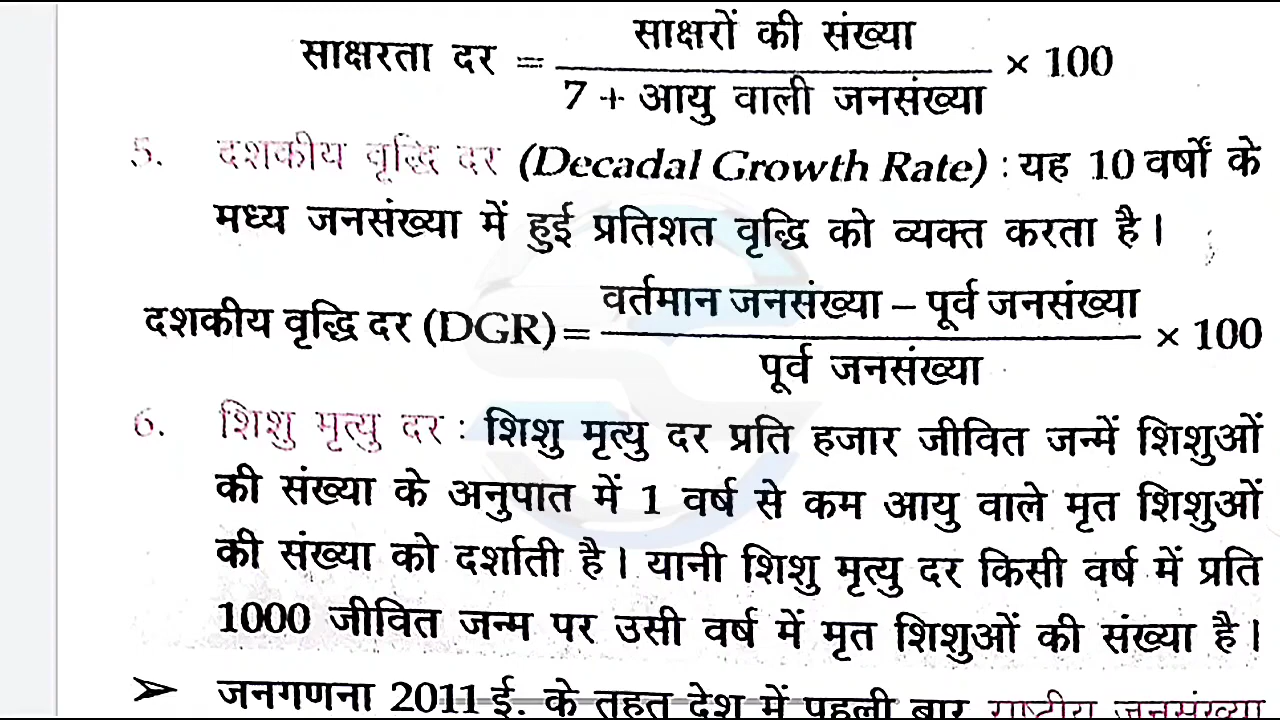 साक्षरता दर = साक्षरों की संख्या / 7 + आयु वाली जनसंख्या × 100
5. दशकीय वृद्धि दर (Decadal Growth Rate) : यह 10 वर्षों के
मध्य जनसंख्या में हुई प्रतिशत वृद्धि को व्यक्त करता है।
दशकीय वृद्धि दर (DGR) = वर्तमान जनसंख्या – पूर्व जनसंख्या / पूर्व जनसंख्या × 100
6. शिशु मृत्यु दर : शिशु मृत्यु दर प्रति हजार जीवित जन्में शिशुओं
की संख्या के अनुपात में 1 वर्ष से कम आयु वाले मृत शिशुओं
की संख्या को दर्शाती है। यानी शिशु मृत्यु दर किसी वर्ष में प्रति
1000 जीवित जन्म पर उसी वर्ष में मृत शिशुओं की संख्या है।
➢ जनगणना 2011 ई. के तहत देश में पहली बार राष्ट्रीय जनसंख्या